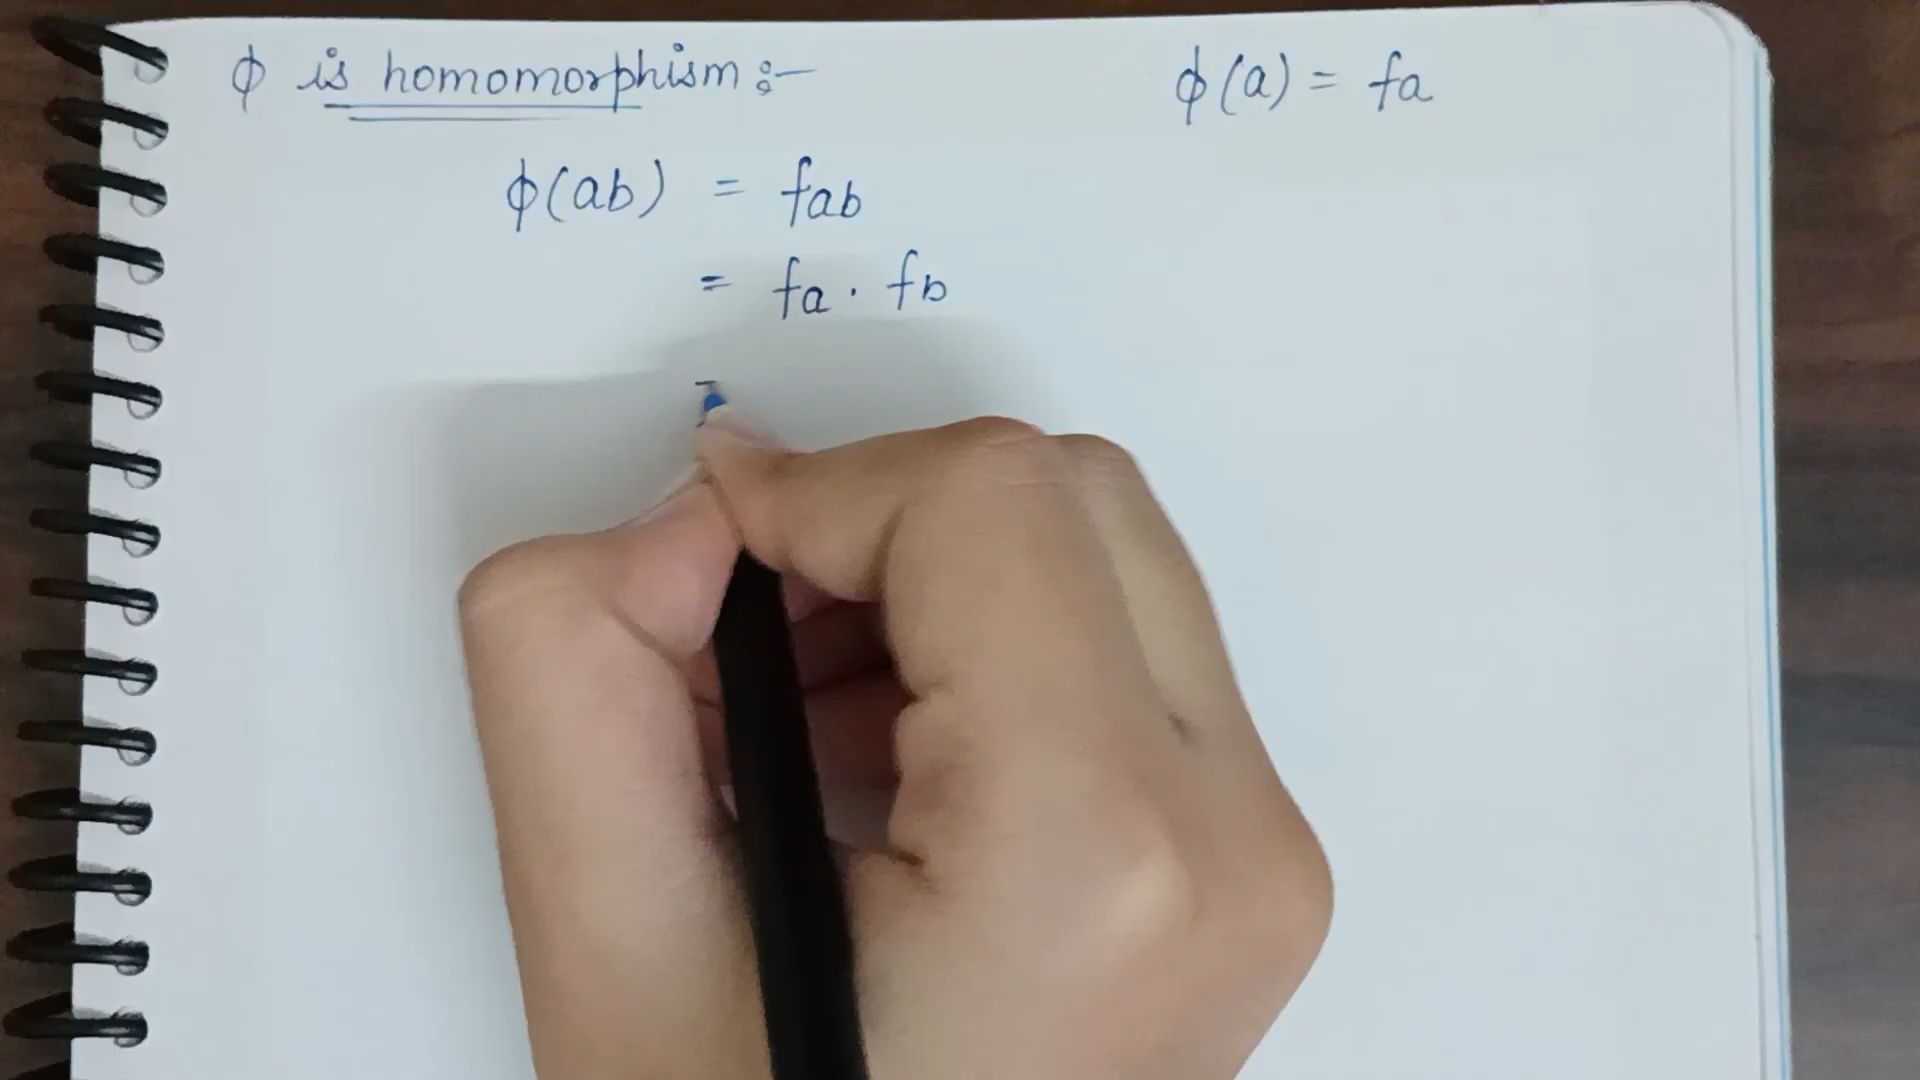 ϕ is homomorphism :-
ϕ(a) = fa
ϕ(ab) = fab
= fa · fb